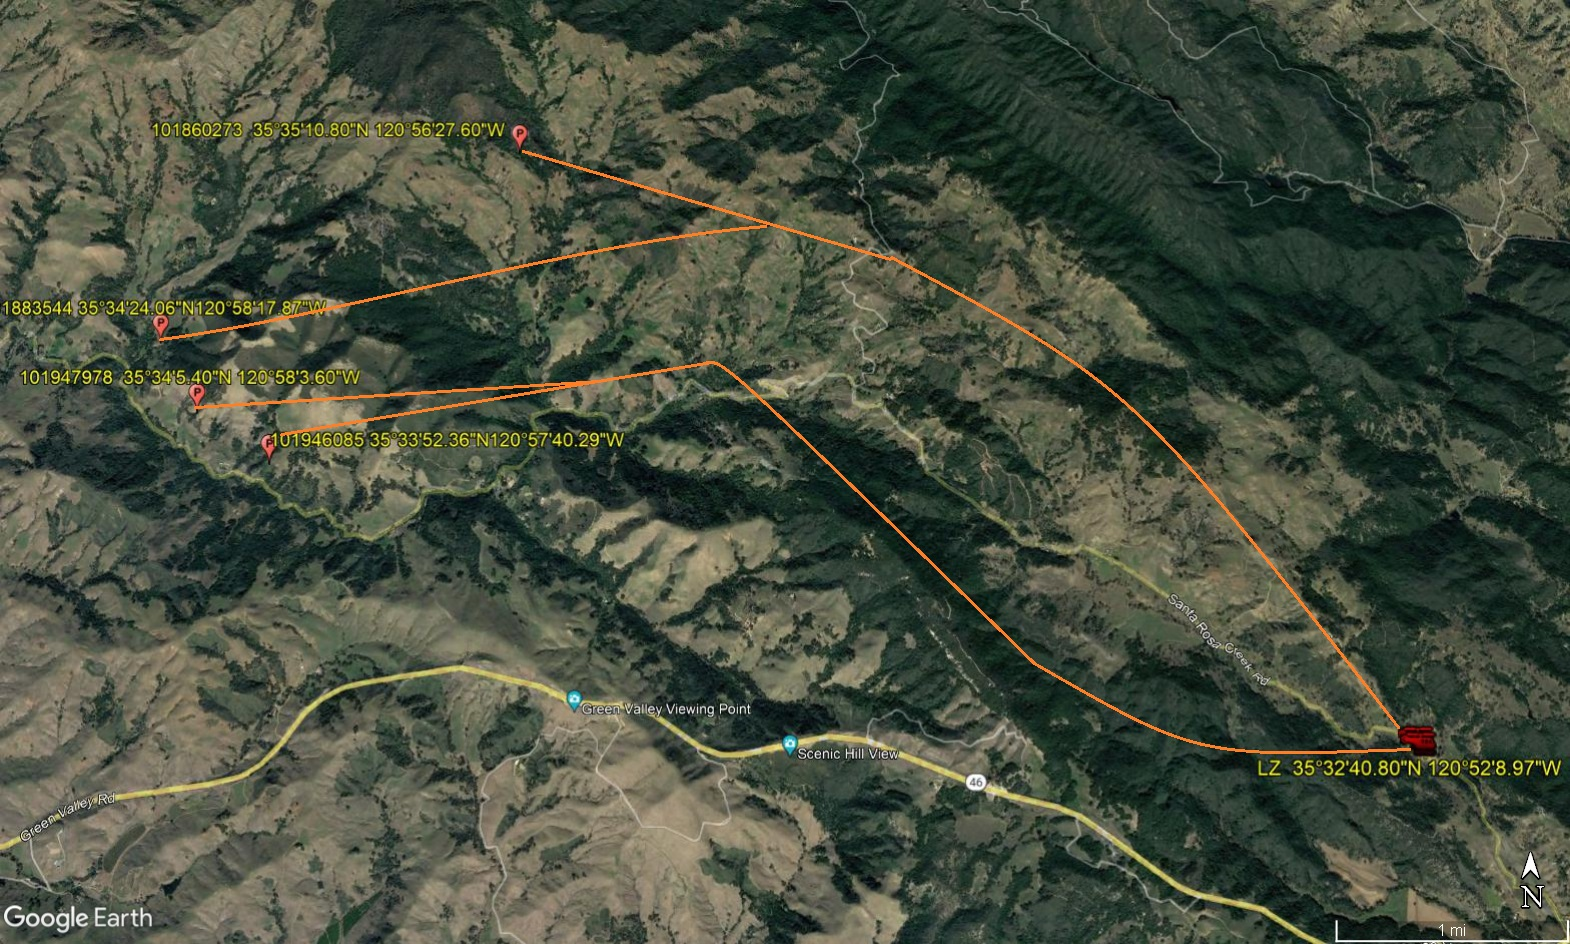 101860273 35°35'10.80"N 120°56'27.60"W
P
1883544 35°34'24.06"N120°58'17.87"W
P
101947978 35°34'5.40"N 120°58'3.60"W
P
101946085 35°33'52.36"N120°57'40.29"W
P
Santa Rosa Creek Rd
Green Valley Viewing Point
Scenic Hill View
LZ 35°32'40.80"N 120°52'8.97"W
46
Green Valley Rd
N
Google Earth
1 mi